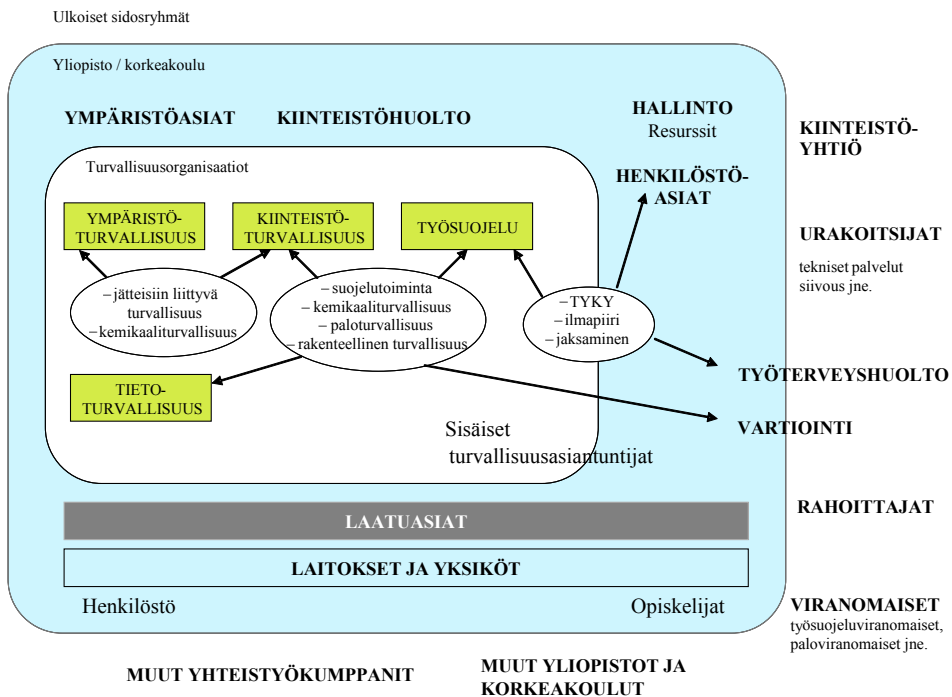 Ulkoiset sidosryhmät
Yliopisto / korkeakoulu
YMPÄRISTÖASIAT
KIINTEISTÖHUOLTO
HALLINTO
Resurssit
KIINTEISTÖ-
YHTIÖ
Turvallisuusorganisaatiot
HENKILÖSTÖ-
ASIAT
YMPÄRISTÖ-
TURVALLISUUS
KIINTEISTÖ-
TURVALLISUUS
TYÖSUOJELU
URAKOITSIJAT
tekniset palvelut
siivous jne.
– jätteisiin liittyvä
turvallisuus
– kemikaaliturvallisuus
– suojelutoiminta
– kemikaaliturvallisuus
– paloturvallisuus
– rakenteellinen turvallisuus
– TYKY
– ilmapiiri
– jaksaminen
TYÖTERVEYSHUOLTO
TIETO-
TURVALLISUUS
VARTIOINTI
Sisäiset
turvallisuusasiantuntijat
RAHOITTAJAT
LAATUASIAT
LAITOKSET JA YKSIKÖT
Henkilöstö
Opiskelijat
VIRANOMAISET
työsuojeluviranomaiset,
paloviranomaiset jne.
MUUT YHTEISTYÖKUMPPANIT
MUUT YLIOPISTOT JA
KORKEAKOULUT